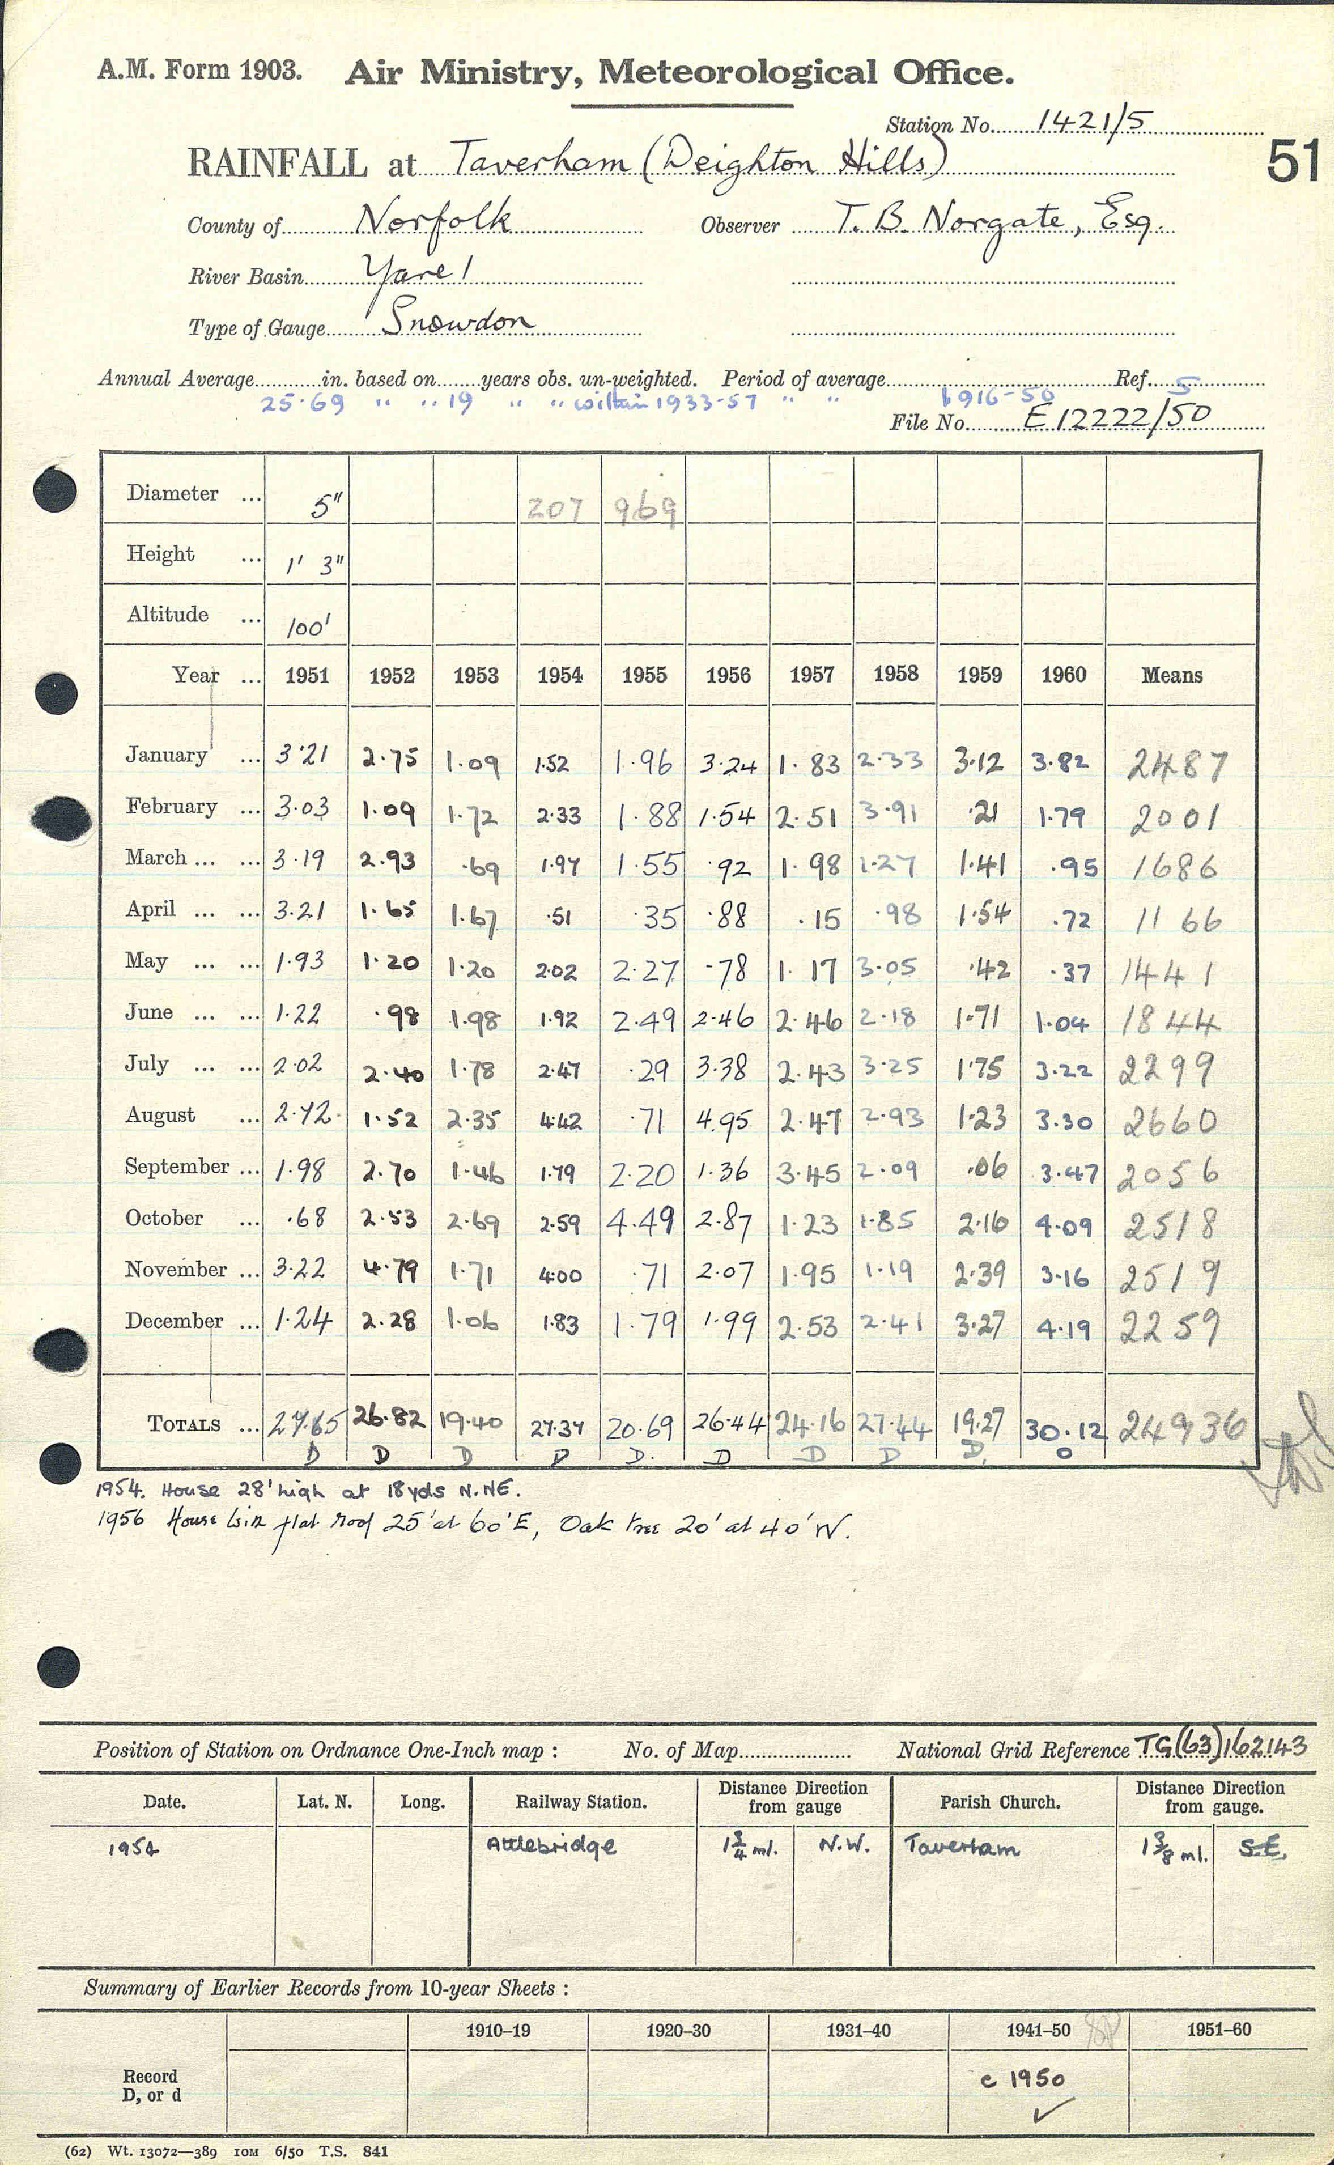 A.M. Form 1903. Air Ministry, Meteorological Office.
Station No. 1421/5
RAINFALL at Taverham (Deighton Hills)
51
County of Norfolk Observer T. B. Norgate, Esq.
River Basin Yare 1
Type of Gauge Snowdon
Annual Average in. based on years obs. un-weighted. Period of average Ref. 5
25.69 " " 19 " " within 1933-57 " " 1916-50
File No. E 12222/50
Diameter ... 5" 207 969
Height ... 1' 3"
Altitude ... 100'
Year ... 1951 1952 1953 1954 1955 1956 1957 1958 1959 1960 Means
January ... 3.21 2.75 1.09 1.52 1.96 3.24 1.83 2.33 3.12 3.82 2487
February ... 3.03 1.09 1.72 2.33 1.88 1.54 2.51 3.91 .21 1.79 2001
March ... ... 3.19 2.93 .69 1.97 1.55 .92 1.98 1.27 1.41 .95 1686
April ... ... 3.21 1.65 1.67 .51 .35 .88 .15 .98 1.54 .72 1166
May ... ... 1.93 1.20 1.20 2.02 2.27 .78 1.17 3.05 .42 .37 1441
June ... ... 1.22 .98 1.98 1.92 2.49 2.46 2.46 2.18 1.71 1.04 1844
July ... ... 2.02 2.40 1.78 2.47 .29 3.38 2.43 3.25 1.75 3.22 2299
August ... 2.72 1.52 2.35 4.42 .71 4.95 2.47 2.93 1.23 3.30 2660
September ... 1.98 2.70 1.46 1.79 2.20 1.36 3.45 2.09 .06 3.47 2056
October ... .68 2.53 2.69 2.59 4.49 2.87 1.23 1.85 2.16 4.09 2518
November ... 3.22 4.79 1.71 4.00 .71 2.07 1.95 1.19 2.39 3.16 2519
December ... 1.24 2.28 1.06 1.83 1.79 1.99 2.53 2.41 3.27 4.19 2259
TOTALS ... 27.65 26.82 19.40 27.37 20.69 26.44 24.16 27.44 19.27 30.12 24936
D D D D D. D D D D. D
1954. House 28' high at 18yds N.NE.
1956 House with flat roof 25' at 60'E, Oak tree 20' at 40'W.
Position of Station on Ordnance One-Inch map : No. of Map National Grid Reference TG(63)162143
Date. Lat. N. Long. Railway Station. Distance Direction from gauge Parish Church. Distance Direction from gauge.
1954 Attlebridge 1 3/4 ml. N.W. Taverham 1 3/8 ml. S.E.
Summary of Earlier Records from 10-year Sheets :
1910–19 1920–30 1931–40 1941–50 1951–60
Record D, or d c 1950 ✓
(62) Wt. 13072—389 10M 6/50 T.S. 841